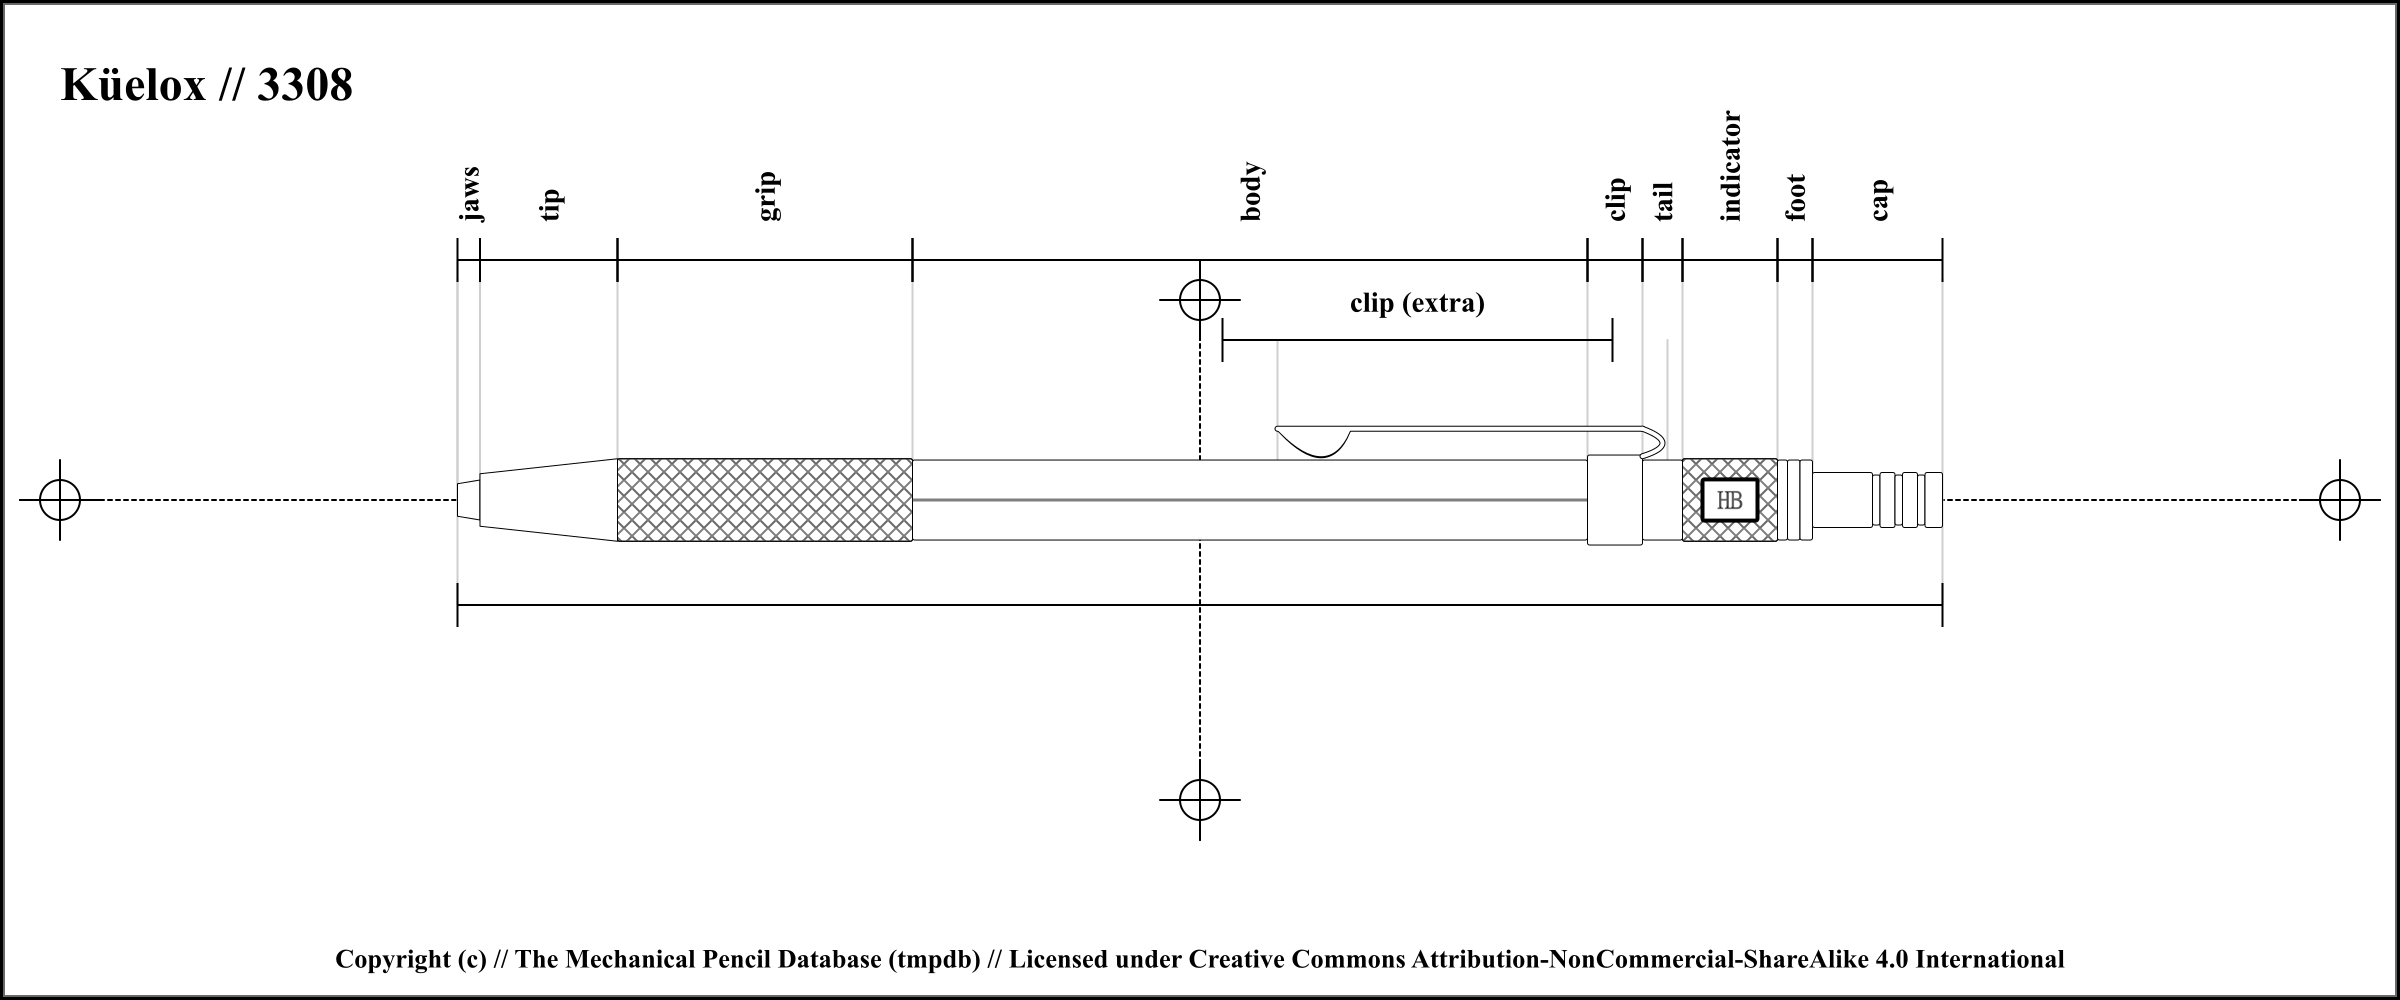 Küelox // 3308
jaws
tip
grip
body
clip
tail
indicator
foot
cap
clip (extra)
HB
Copyright (c) // The Mechanical Pencil Database (tmpdb) // Licensed under Creative Commons Attribution-NonCommercial-ShareAlike 4.0 International